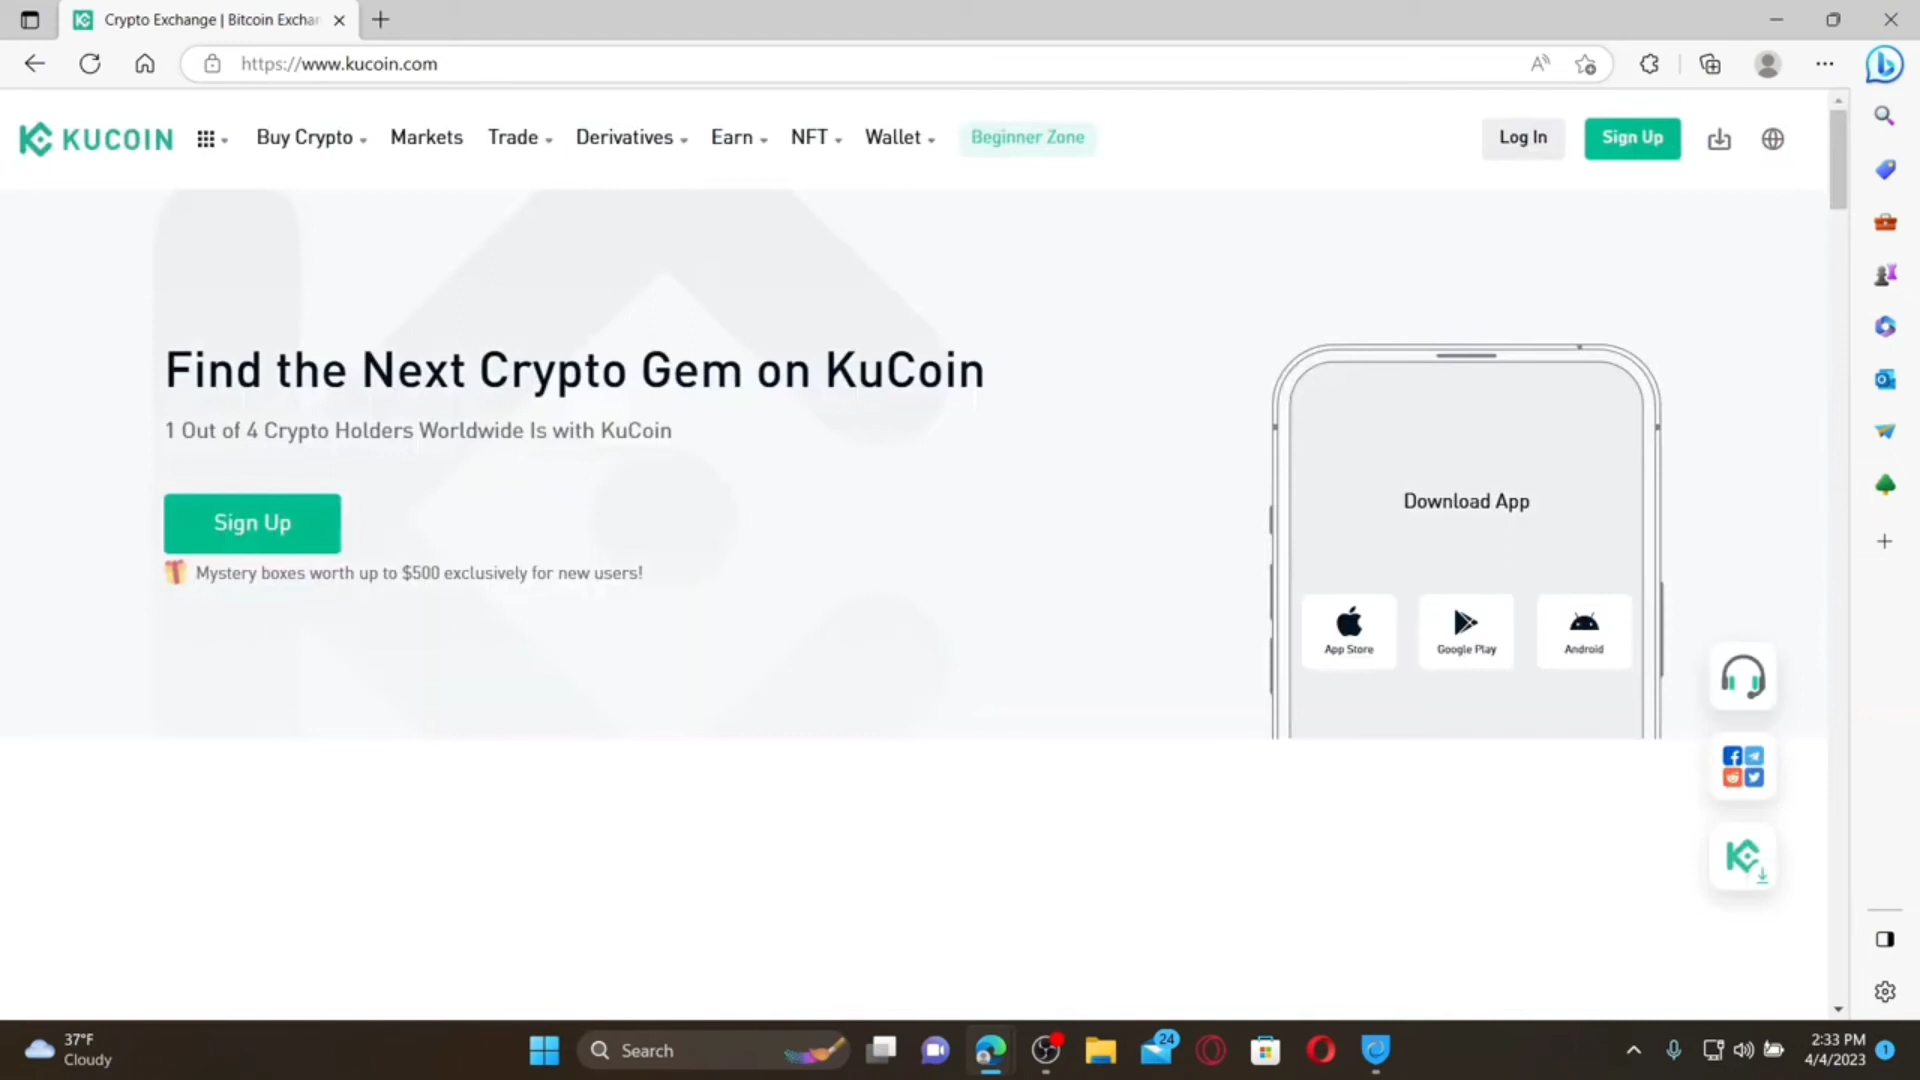 Crypto Exchange | Bitcoin Exchan
https://www.kucoin.com
KUCOIN
Buy Crypto
Markets
Trade
Derivatives
Earn
NFT
Wallet
Beginner Zone
Log In
Sign Up
Find the Next Crypto Gem on KuCoin
1 Out of 4 Crypto Holders Worldwide Is with KuCoin
Sign Up
Mystery boxes worth up to $500 exclusively for new users!
Download App
App Store
Google Play
Android
37°F
Cloudy
Search
24
2:33 PM
4/4/2023
1